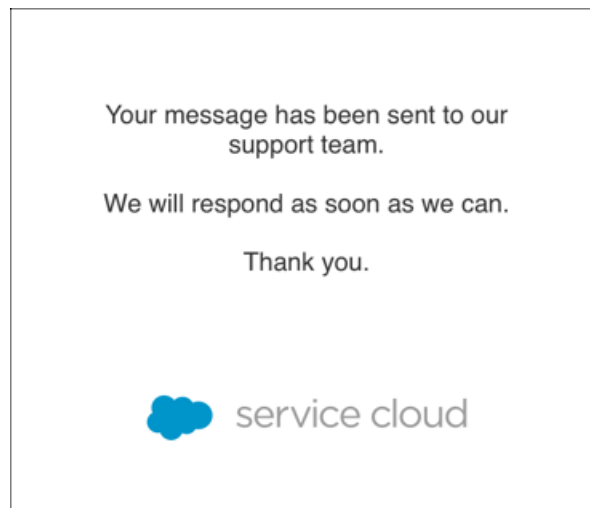 Your message has been sent to our
support team.
We will respond as soon as we can.
Thank you.
service cloud